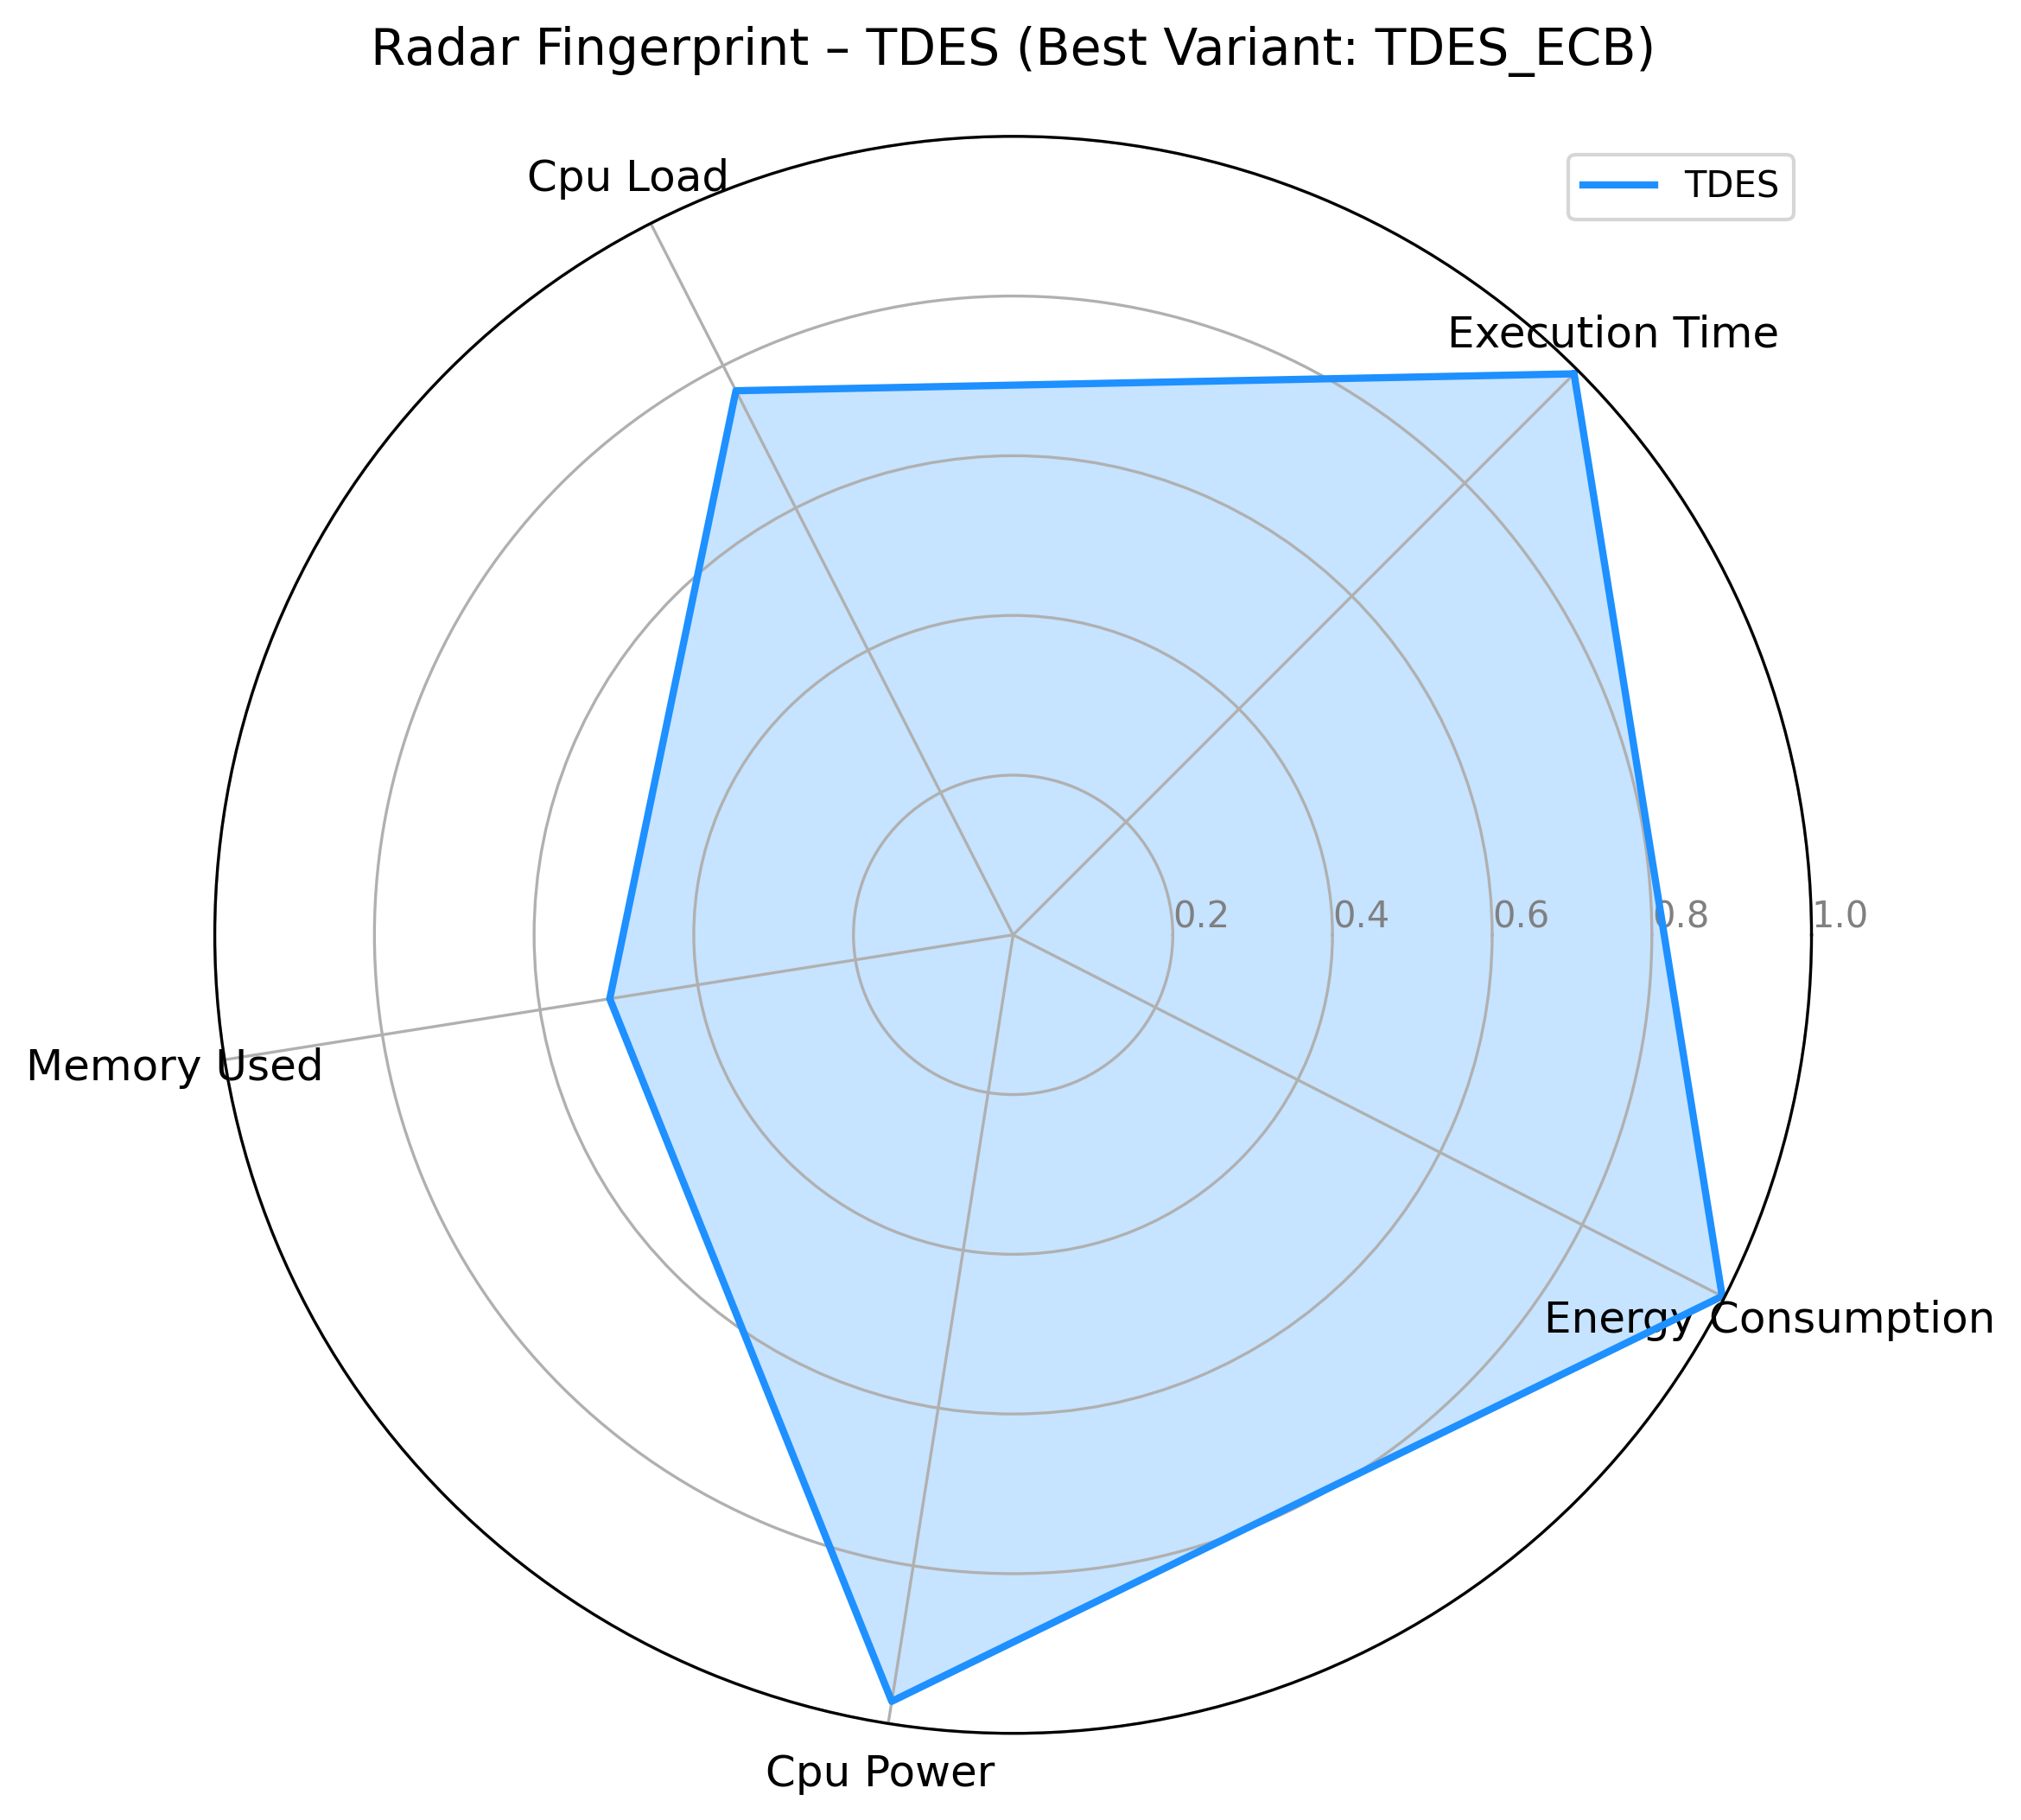 Radar Fingerprint – TDES (Best Variant: TDES_ECB)
Cpu Load
TDES
Execution Time
0.2
0.4
0.6
0.8
1.0
Memory Used
Energy Consumption
Cpu Power